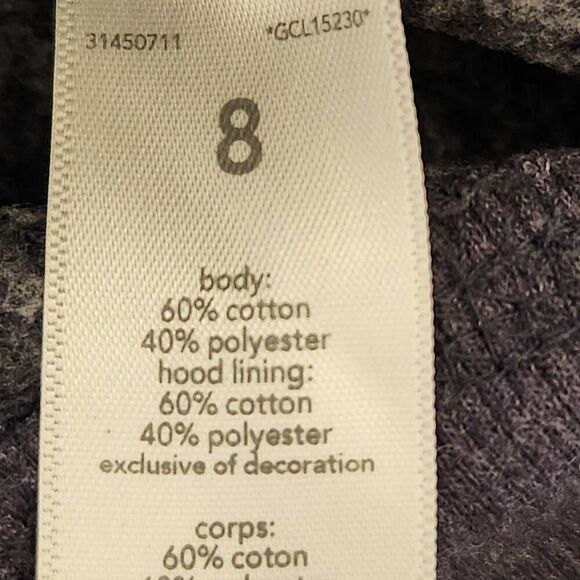 31450711 *GCL15230*
8
body:
60% cotton
40% polyester
hood lining:
60% cotton
40% polyester
exclusive of decoration
corps:
60% coton